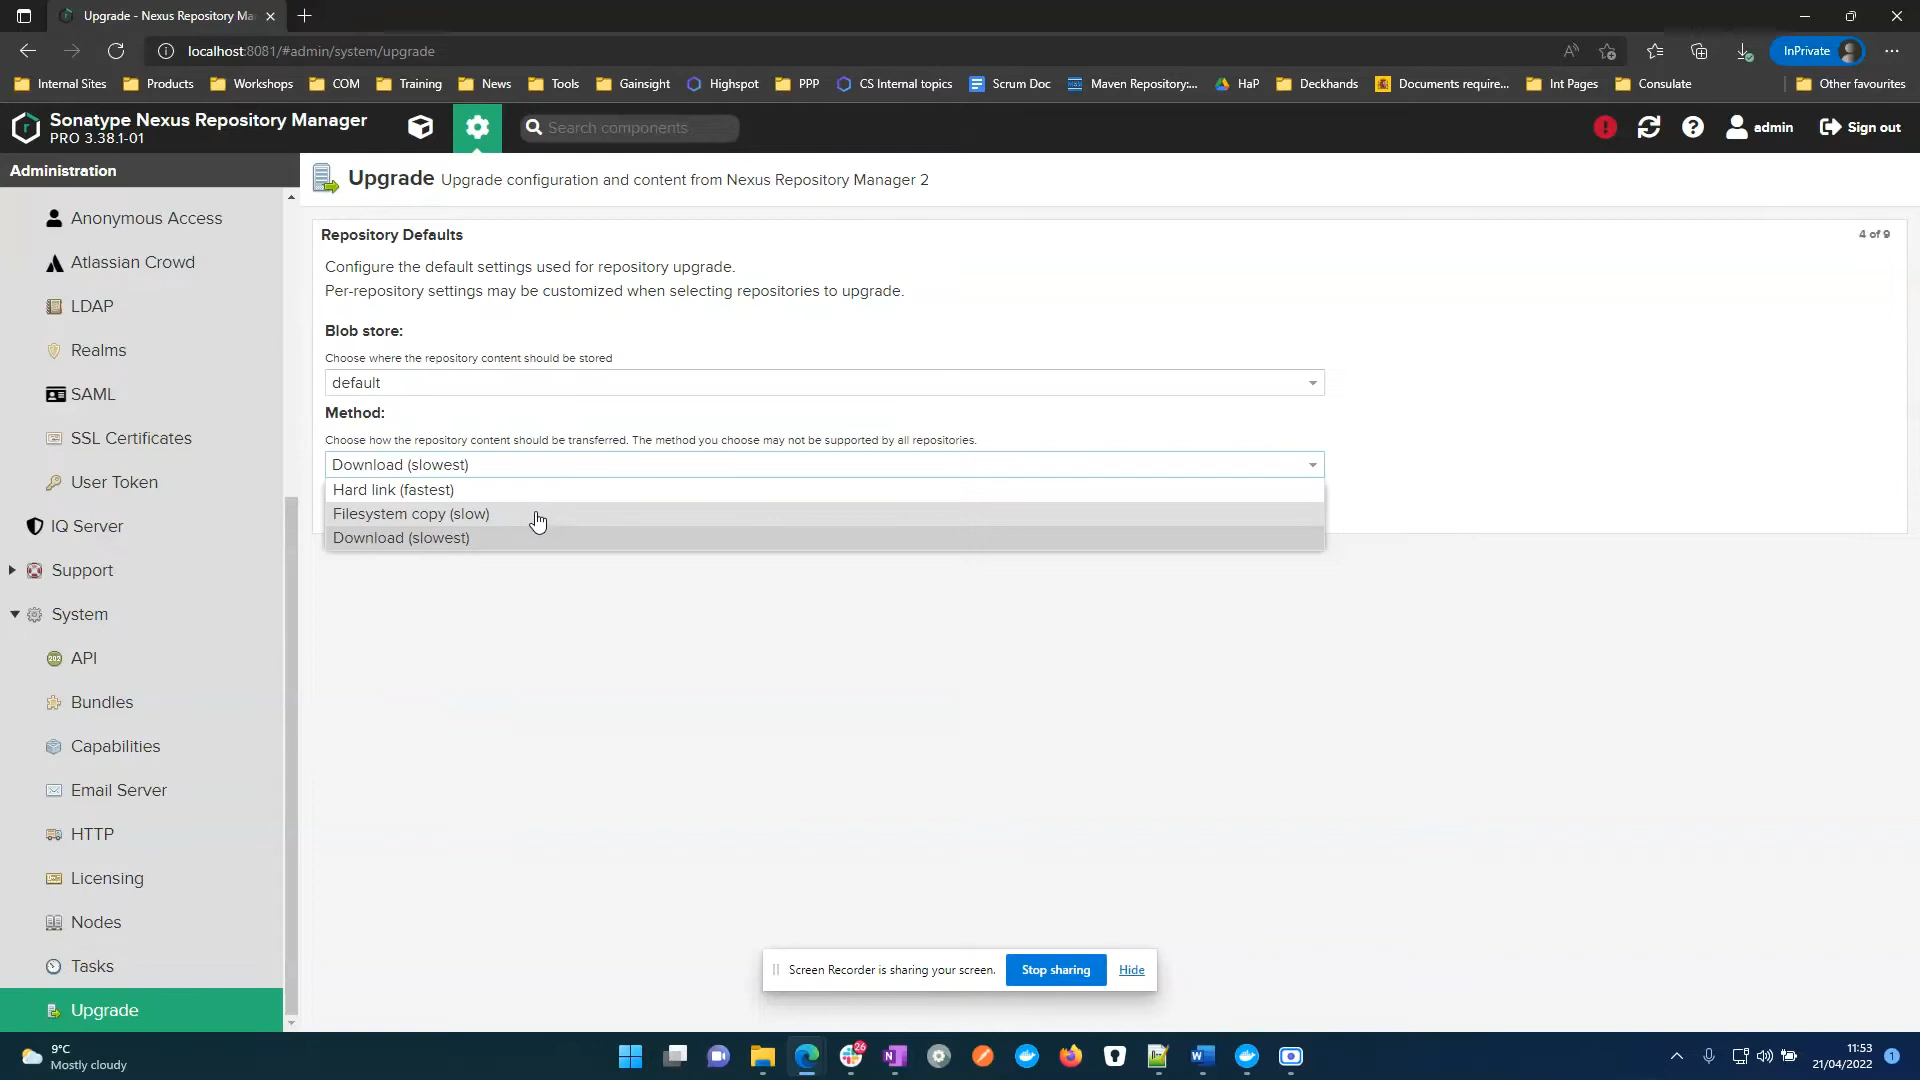 Upgrade - Nexus Repository Ma
localhost:8081/#admin/system/upgrade
InPrivate
Internal Sites
Products
Workshops
COM
Training
News
Tools
Gainsight
Highspot
PPP
CS Internal topics
Scrum Doc
Maven Repository:...
HaP
Deckhands
Documents require...
Int Pages
Consulate
Other favourites
Sonatype Nexus Repository Manager
PRO 3.38.1-01
Search components
admin
Sign out
Administration
Anonymous Access
Atlassian Crowd
LDAP
Realms
SAML
SSL Certificates
User Token
IQ Server
Support
System
API
Bundles
Capabilities
Email Server
HTTP
Licensing
Nodes
Tasks
Upgrade
Upgrade Upgrade configuration and content from Nexus Repository Manager 2
Repository Defaults
4 of 9
Configure the default settings used for repository upgrade.
Per-repository settings may be customized when selecting repositories to upgrade.
Blob store:
Choose where the repository content should be stored
default
Method:
Choose how the repository content should be transferred. The method you choose may not be supported by all repositories.
Download (slowest)
Hard link (fastest)
Filesystem copy (slow)
Download (slowest)
Screen Recorder is sharing your screen.
Stop sharing
Hide
9°C
Mostly cloudy
26
11:53
21/04/2022
1